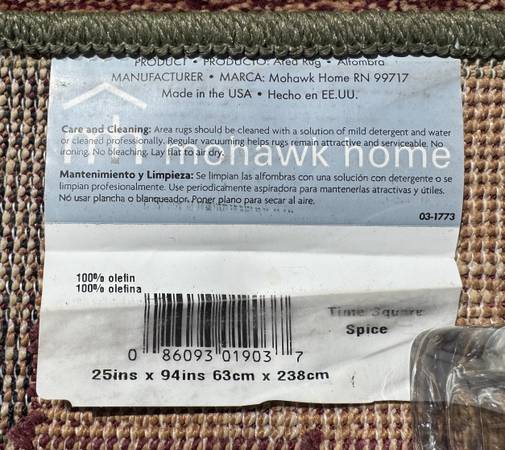 PRODUCT • PRODUCTO: Area Rug • Alfombra
MANUFACTURER • MARCA: Mohawk Home RN 99717
Made in the USA • Hecho en EE.UU.
Care and Cleaning: Area rugs should be cleaned with a solution of mild detergent and water
or cleaned professionally. Regular vacuuming helps rugs remain attractive and serviceable. No
ironing. No bleaching. Lay flat to air dry.
mohawk home
Mantenimiento y Limpieza: Se limpian las alfombras con una solución con detergente o se
limpian profesionalmente. Use periodicamente aspiradora para mantenerlas atractivas y útiles.
No usar plancha o blanqueador. Poner plano para secar al aire.
03-1773
100% olefin
100% olefina
Time Square
Spice
0 86093 01903 7
25ins x 94ins 63cm x 238cm